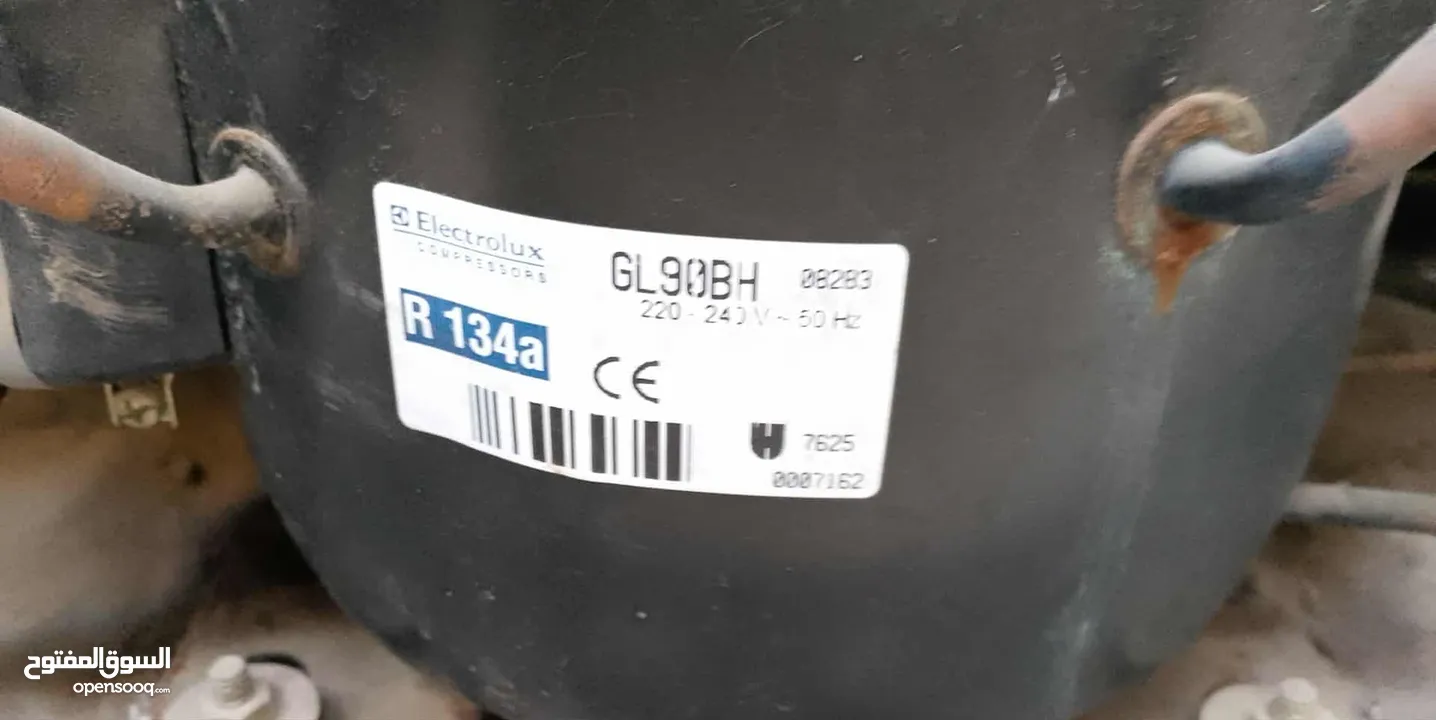 Electrolux
COMPRESSORS
GL90BH 08283
220 - 240 V ~ 50 Hz
R 134a
CE
7625
0007162
السوق المفتوح
opensooq.com